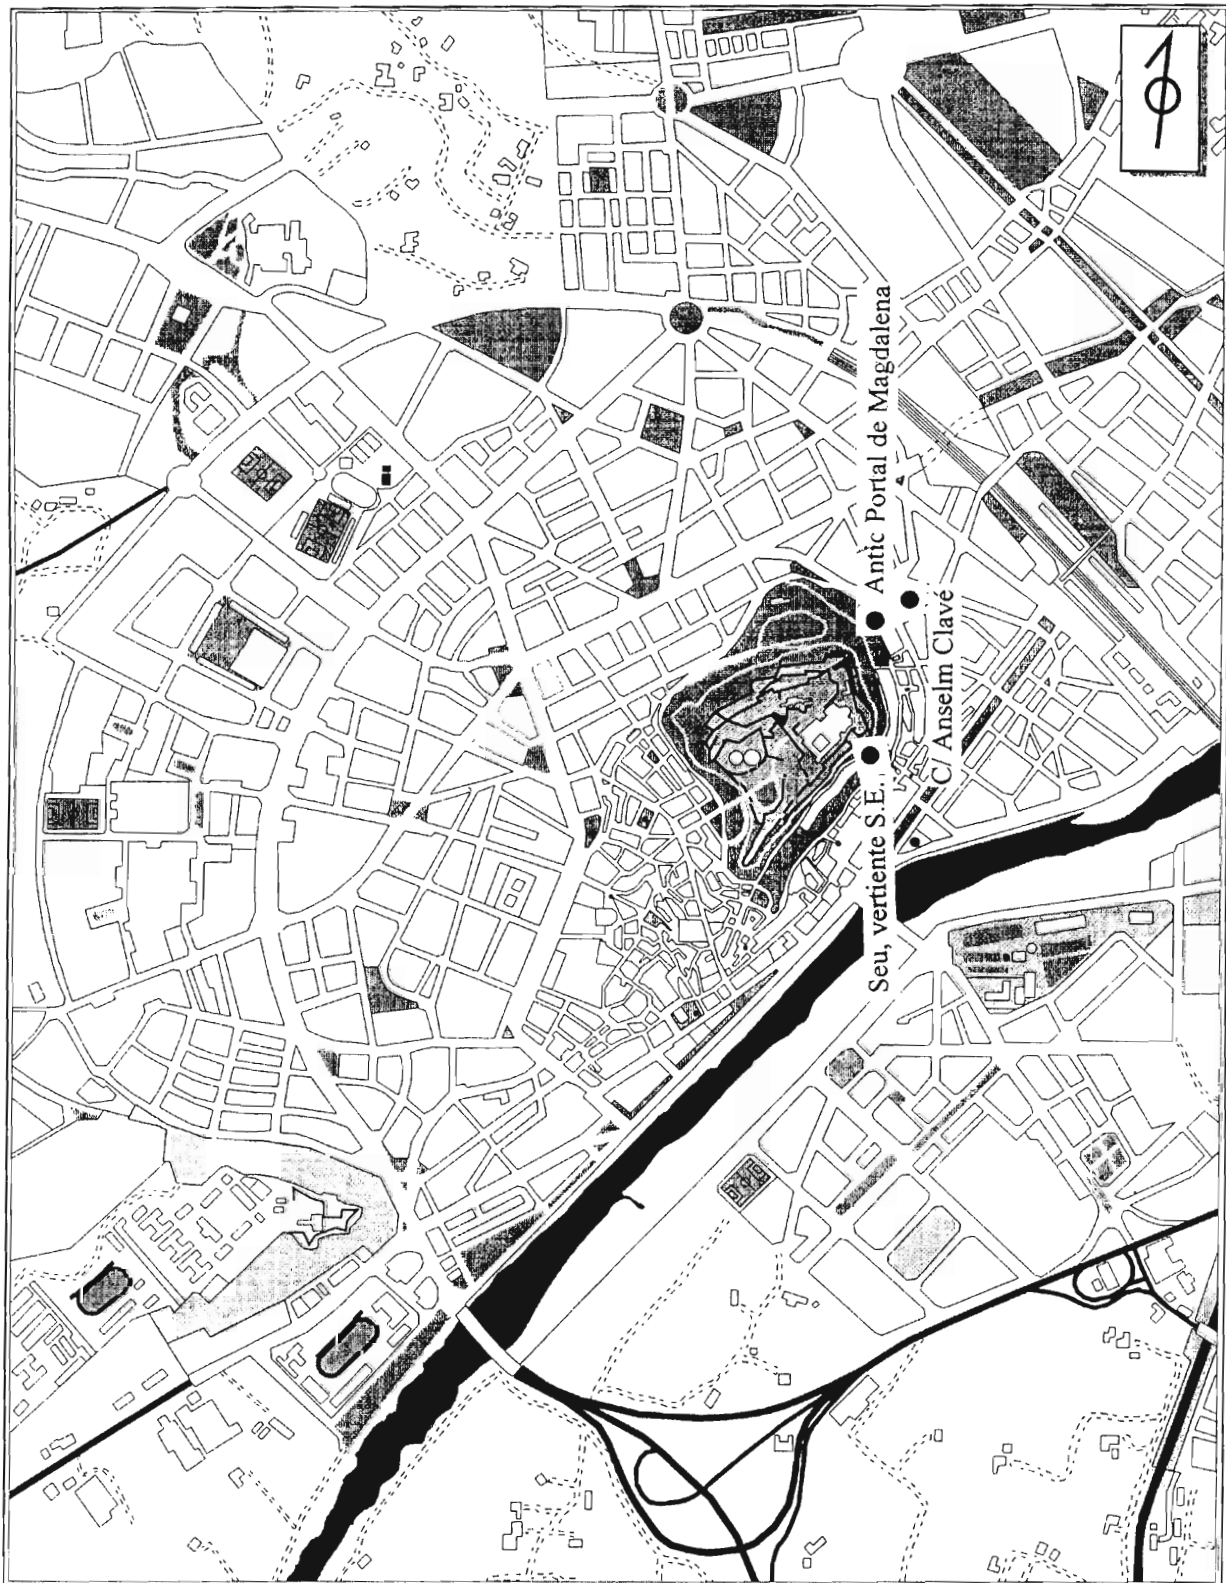 Antic Portal de Magdalena
C/ Anselm Clavé
Seu, vertiente S.E.